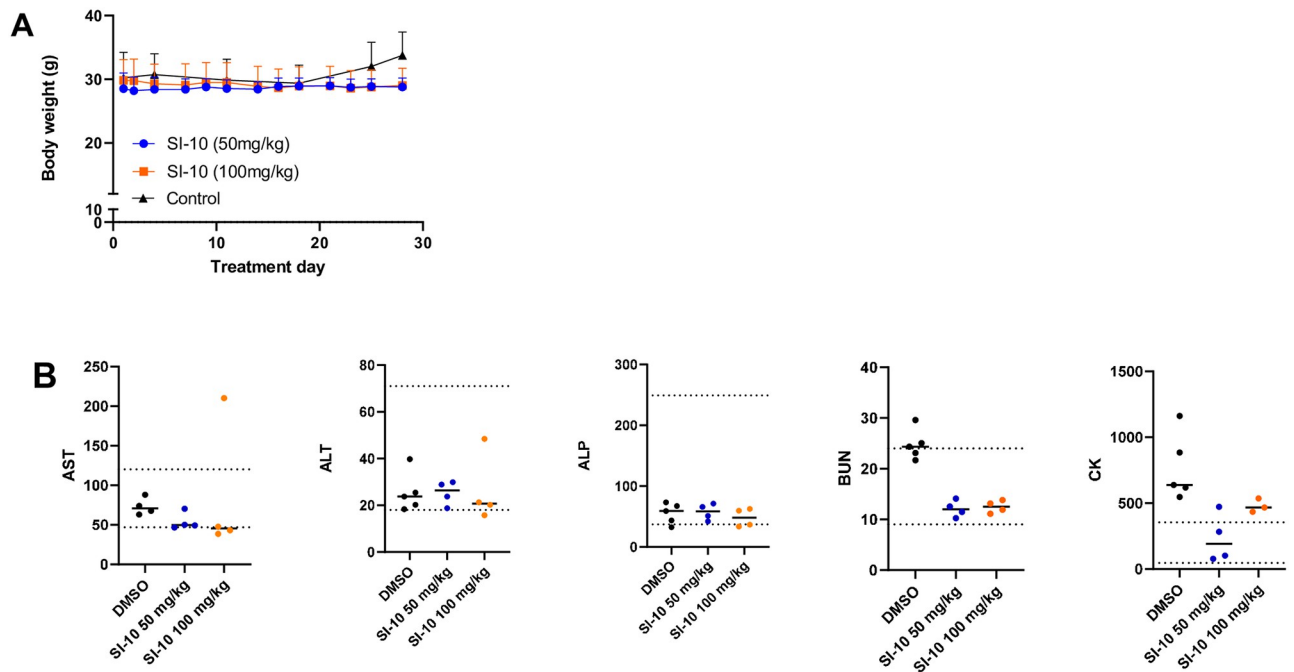 A
Body weight (g)
40
30
20
10
0
SI-10 (50mg/kg)
SI-10 (100mg/kg)
Control
0 10 20 30
Treatment day
B
AST
250
200
150
100
50
0
DMSO
SI-10 50 mg/kg
SI-10 100 mg/kg
ALT
80
60
40
20
0
DMSO
SI-10 50 mg/kg
SI-10 100 mg/kg
ALP
300
200
100
0
DMSO
SI-10 50 mg/kg
SI-10 100 mg/kg
BUN
40
30
20
10
0
DMSO
SI-10 50 mg/kg
SI-10 100 mg/kg
CK
1500
1000
500
0
DMSO
SI-10 50 mg/kg
SI-10 100 mg/kg